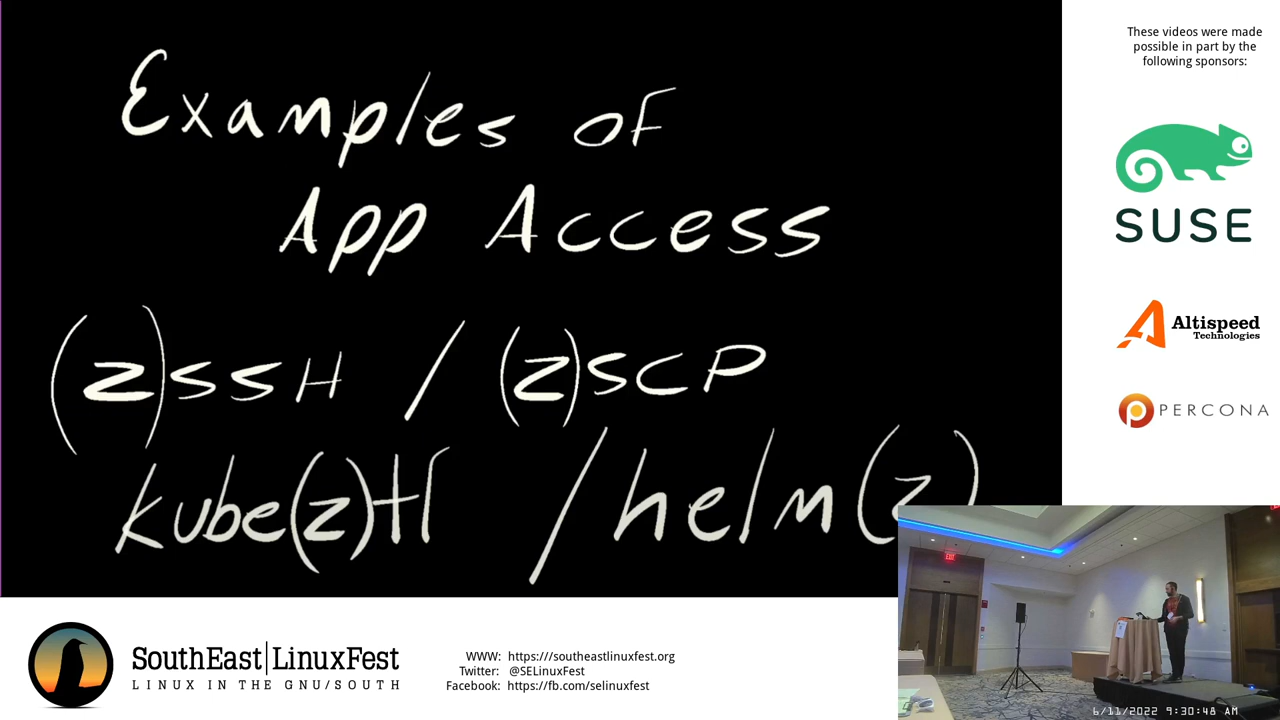 Examples of
App Access
(z)SSH / (z)SCP
kube(z)tl / helm(z)
These videos were made
possible in part by the
following sponsors:
SUSE
Altispeed
Technologies
PERCONA
EXIT
SouthEast|LinuxFest
LINUX IN THE GNU/SOUTH
WWW: https:///southeastlinuxfest.org
Twitter: @SELinuxFest
Facebook: https://fb.com/selinuxfest
6/11/2022 9:30:48 AM